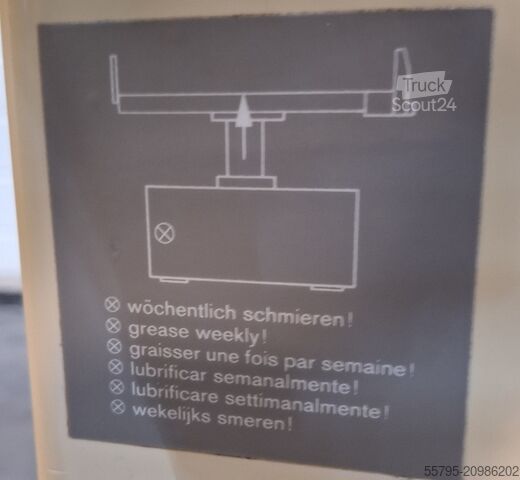 Truck
Scout24
⊗ wöchentlich schmieren!
⊗ grease weekly!
⊗ graisser une fois par semaine!
⊗ lubrificar semanalmente!
⊗ lubrificare settimanalmente!
⊗ wekelijks smeren!
55795-20986202